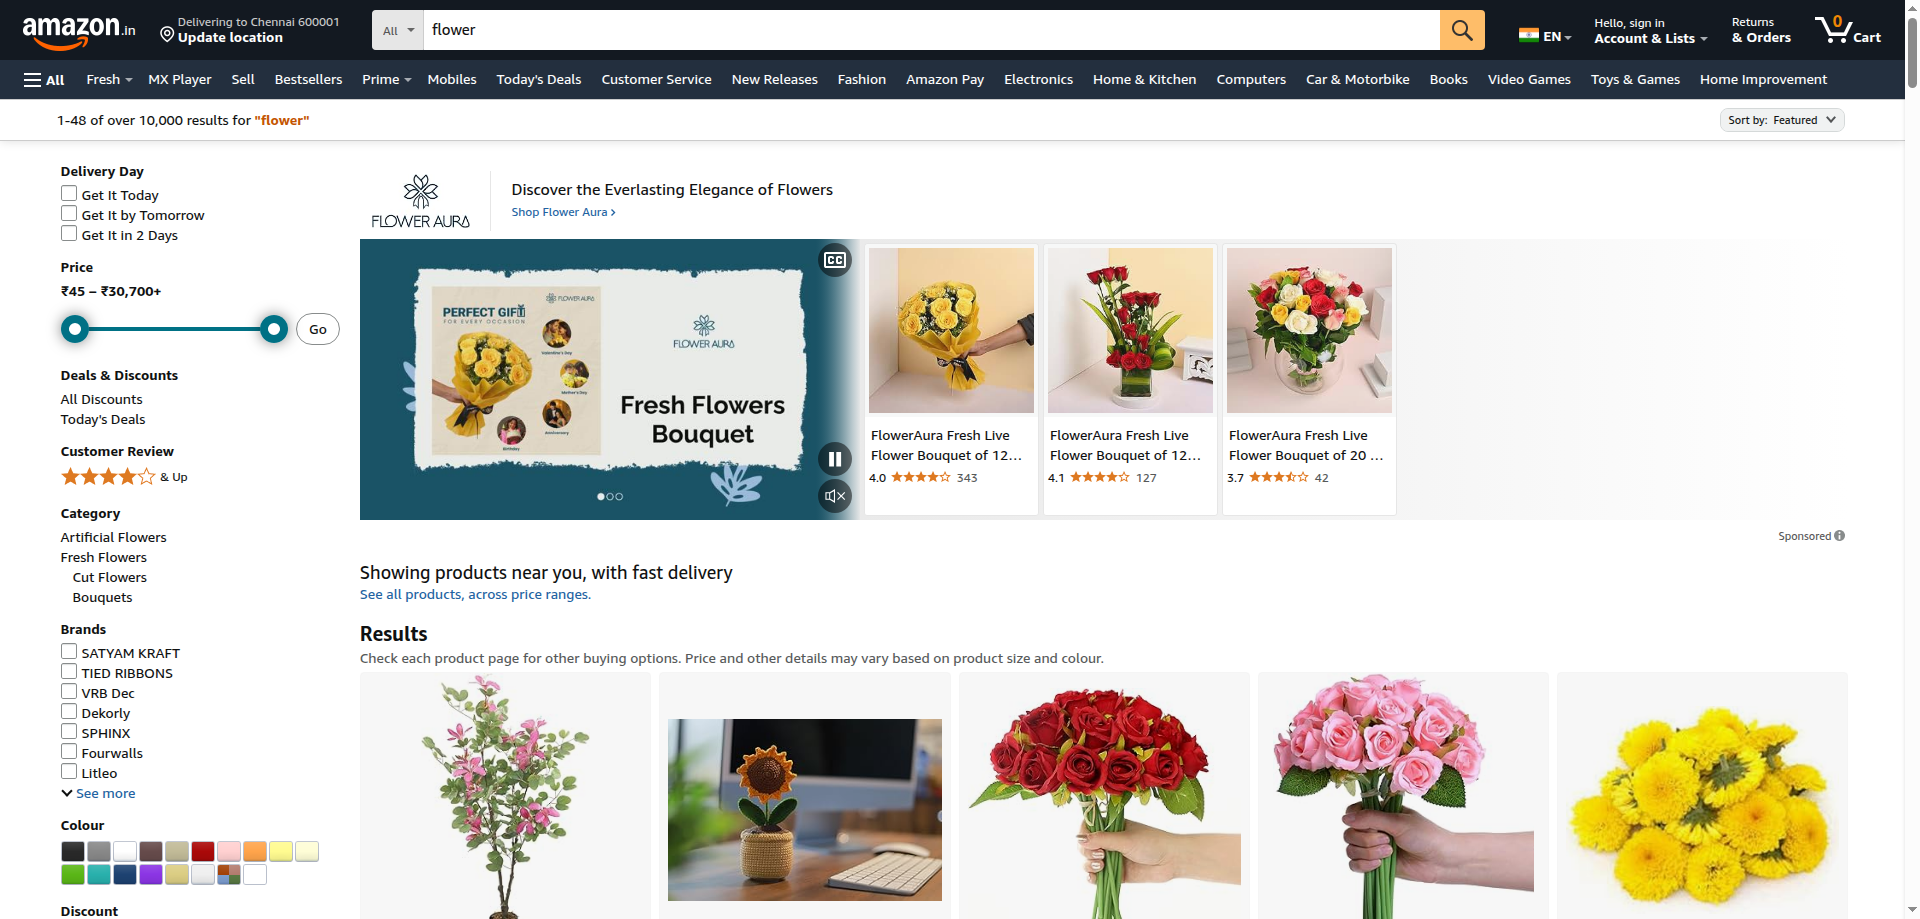 amazon.in
Delivering to Chennai 600001
Update location
All
flower
EN
Hello, sign in
Account & Lists
Returns
& Orders
0
Cart
All
Fresh
MX Player
Sell
Bestsellers
Prime
Mobiles
Today's Deals
Customer Service
New Releases
Fashion
Amazon Pay
Electronics
Home & Kitchen
Computers
Car & Motorbike
Books
Video Games
Toys & Games
Home Improvement
1-48 of over 10,000 results for "flower"
Sort by: Featured
Delivery Day
Get It Today
Get It by Tomorrow
Get It in 2 Days
Price
₹45 – ₹30,700+
Go
Deals & Discounts
All Discounts
Today's Deals
Customer Review
& Up
Category
Artificial Flowers
Fresh Flowers
Cut Flowers
Bouquets
Brands
SATYAM KRAFT
TIED RIBBONS
VRB Dec
Dekorly
SPHINX
Fourwalls
Litleo
See more
Colour
Discount
FLOWER AURA
Discover the Everlasting Elegance of Flowers
Shop Flower Aura ›
CC
FLOWER AURA
PERFECT GIFT
FOR EVERY OCCASION
Valentine's Day
Mother's Day
Anniversary
Birthday
FLOWER AURA
Fresh Flowers
Bouquet
FlowerAura Fresh Live
Flower Bouquet of 12...
4.0
343
FlowerAura Fresh Live
Flower Bouquet of 12...
4.1
127
FlowerAura Fresh Live
Flower Bouquet of 20 ...
3.7
42
Sponsored
Showing products near you, with fast delivery
See all products, across price ranges.
Results
Check each product page for other buying options. Price and other details may vary based on product size and colour.